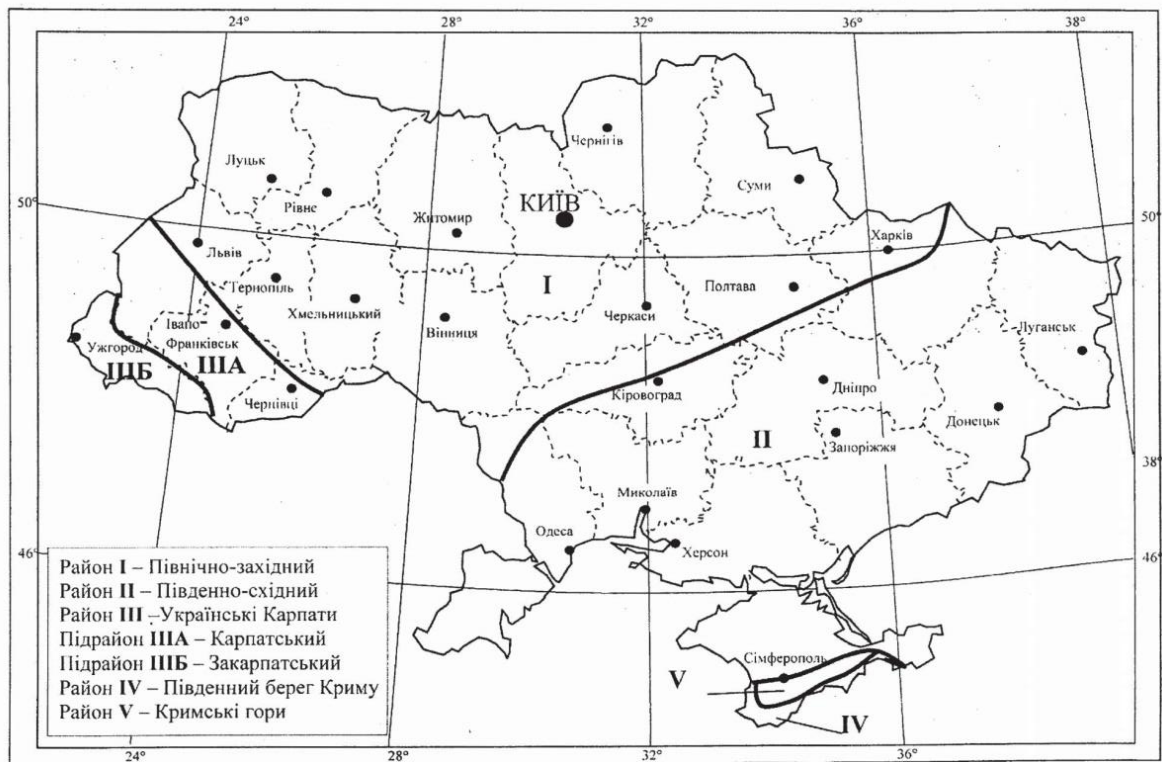 24°
28°
32°
36°
38°
Чернігів
Луцьк
Суми
Рівне
50°
КИЇВ
Житомир
50°
Харків
Львів
Тернопіль
I
Полтава
Хмельницький
Черкаси
Івано-
Франківськ
Вінниця
Луганськ
Ужгород
IIIБ
IIIА
Чернівці
Кіровоград
Дніпро
Донецьк
II
Запоріжжя
38°
Миколаїв
Одеса
Херсон
46°
46°
Район I – Північно-західний
Район II – Південно-східний
Район III –Українські Карпати
Підрайон IIIА – Карпатський
Підрайон IIIБ – Закарпатський
Район IV – Південний берег Криму
Район V – Кримські гори
Сімферополь
V
IV
24°
28°
32°
36°